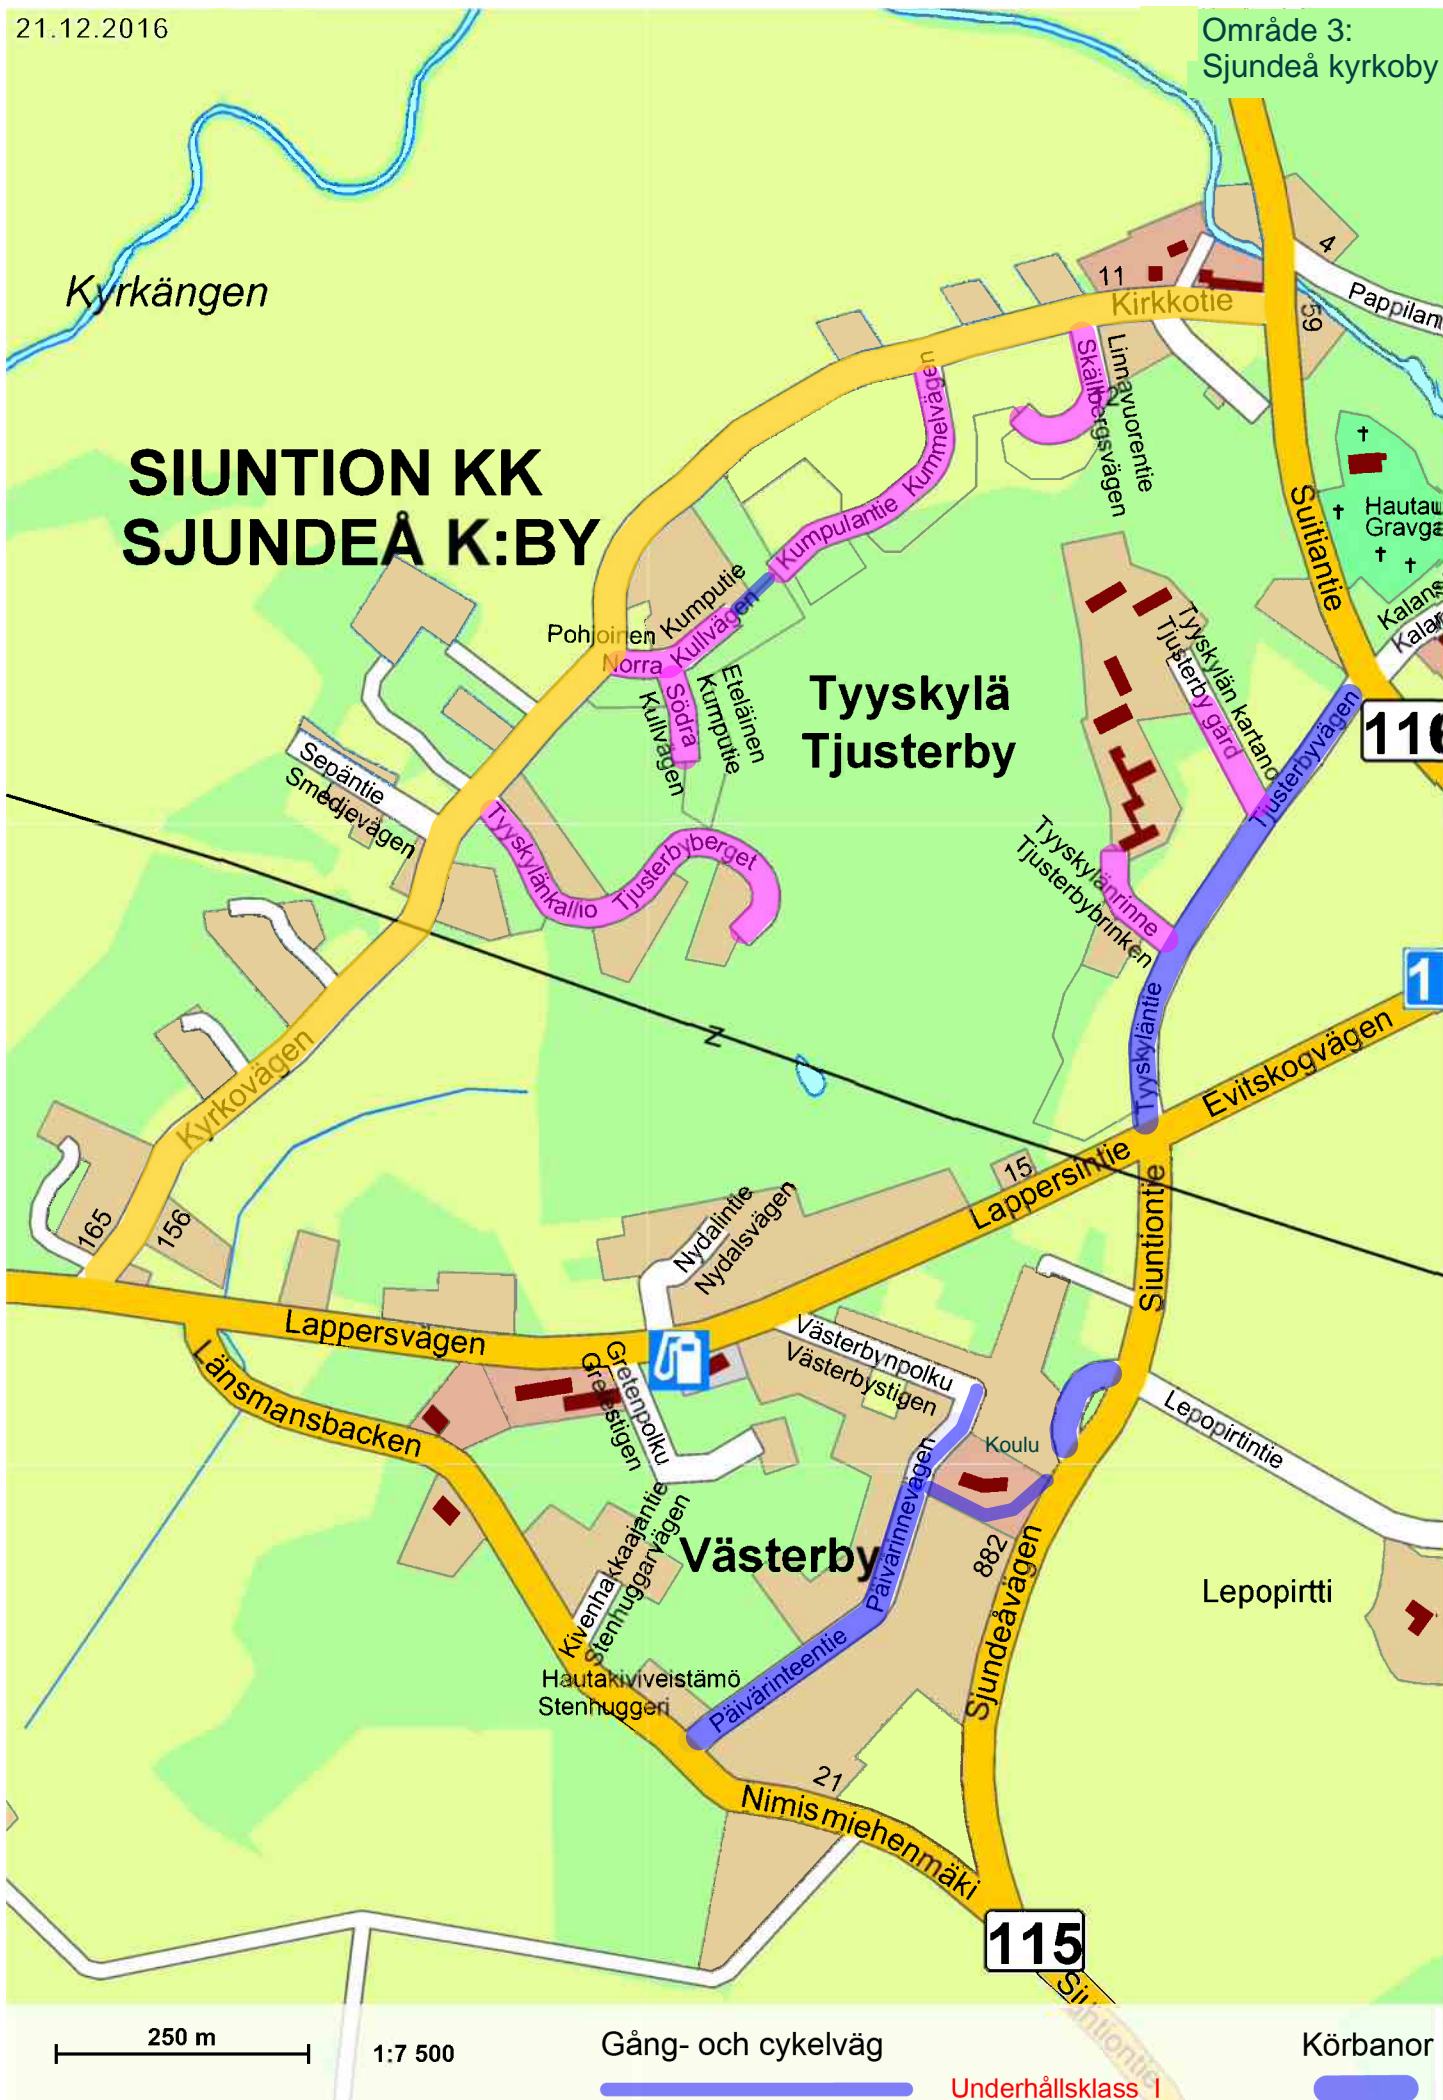 21.12.2016
Område 3:
Sjundeå kyrkoby
Kyrkängen
4
11
Kirkkotie
59
Skällbergsvägen
Linnavuorentie
Kumpulantie Kummelvägen
SIUNTION KK
SJUNDEÅ K:BY
Suitiantie
Pohjoinen Kumputie
Norra Kullvägen
Södra
Kullvägen
Eteläinen
Kumputie
Tyyskylä
Tjusterby
Tyyskylän kartano
Tjusterby gård
Tjusterbyvägen
116
Sepäntie
Smedjevägen
Tyyskylänkallio Tjusterbyberget
Tyyskylänrinne
Tjusterbybrinken
Tyyskyläntie
1
Z
Kyrkovägen
Evitskogvägen
15
Lappersintie
Siuntiontie
165
156
Nydalintie
Nydalsvägen
Lappersvägen
Länsmansbacken
Gretenpolku
Gretestigen
Västerbynpolku
Västerbystigen
Koulu
Lepopirtintie
Kivenhakkaajantie
Stenhuggarvägen
Västerby
Päivärinnevägen
Päivärinteentie
882
Sjundeåvägen
Lepopirtti
Hautakiviveistämö
Stenhuggeri
21
Nimismiehenmäki
115
Siuntiontie
250 m
1:7 500
Gång- och cykelväg
Körbanor
Underhållsklass I